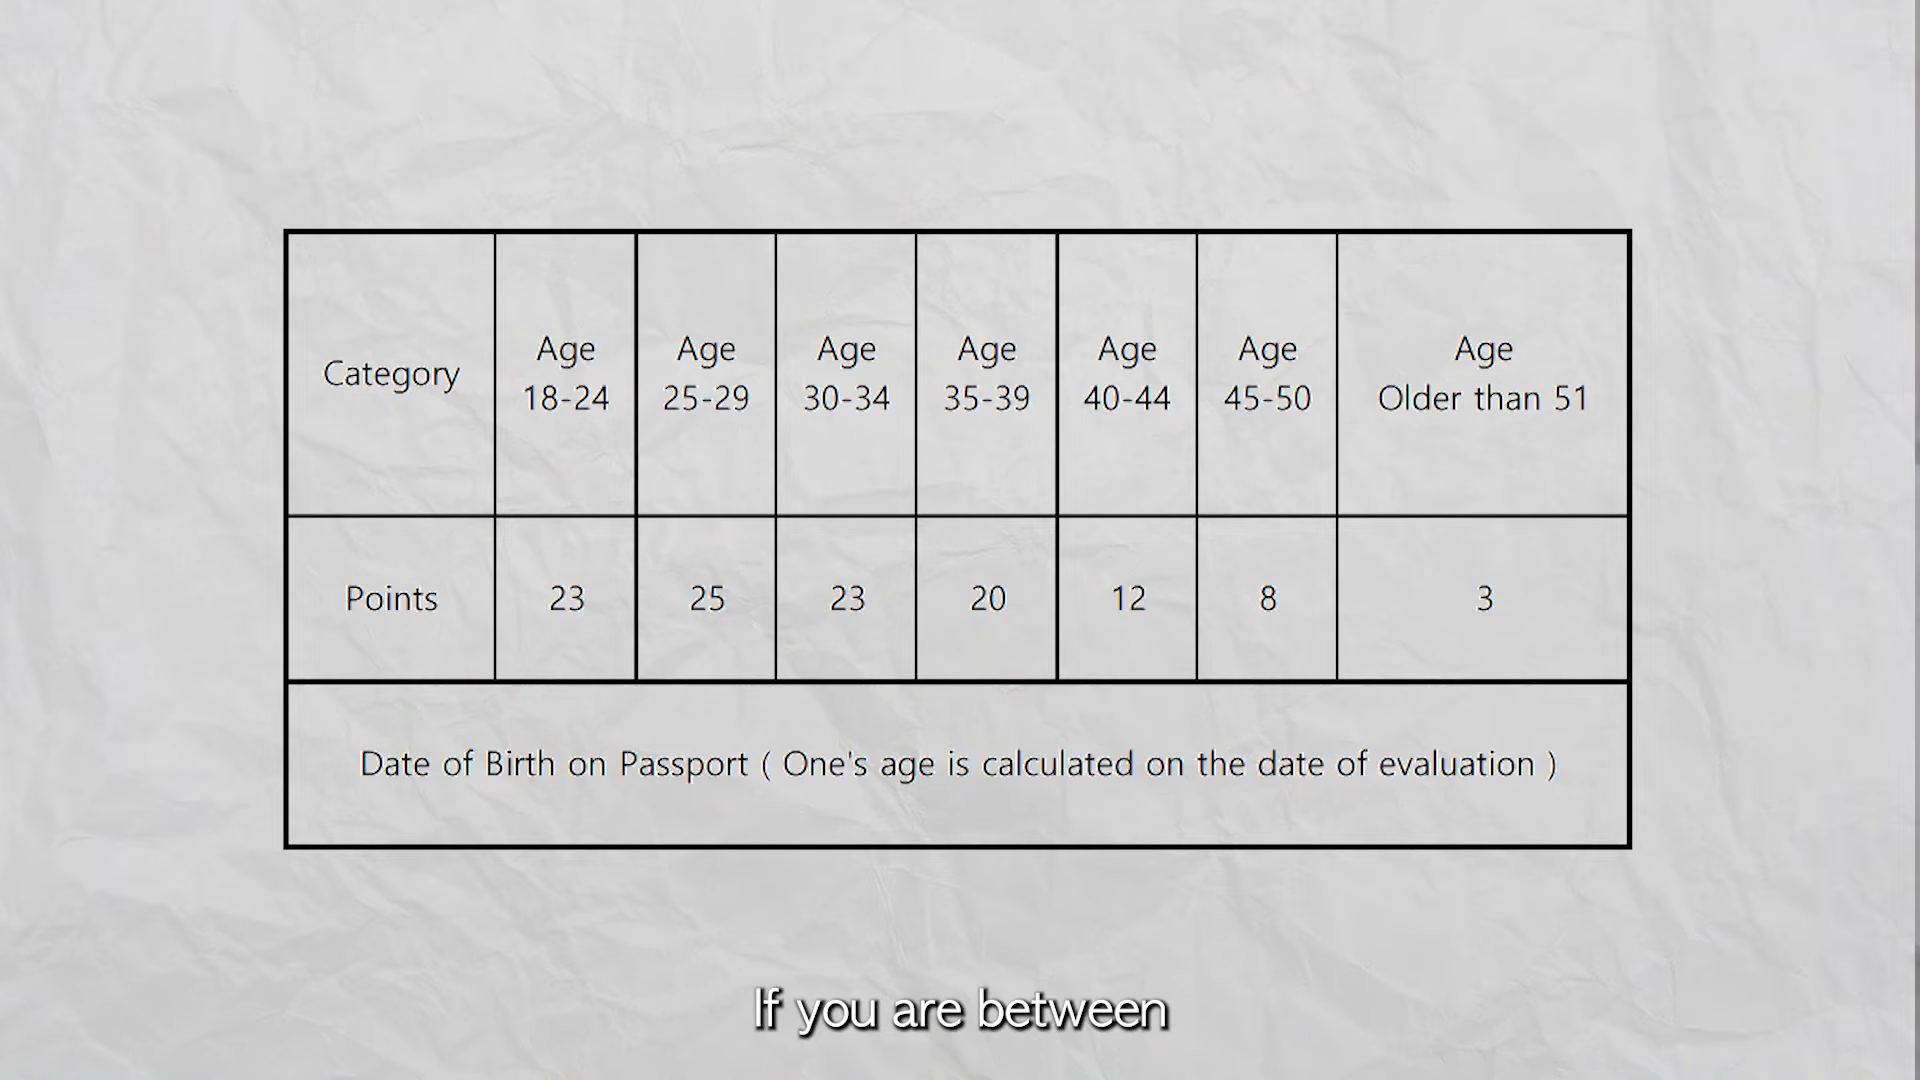 Category
Age
18-24
Age
25-29
Age
30-34
Age
35-39
Age
40-44
Age
45-50
Age
Older than 51
Points
23
25
23
20
12
8
3
Date of Birth on Passport ( One's age is calculated on the date of evaluation )
If you are between